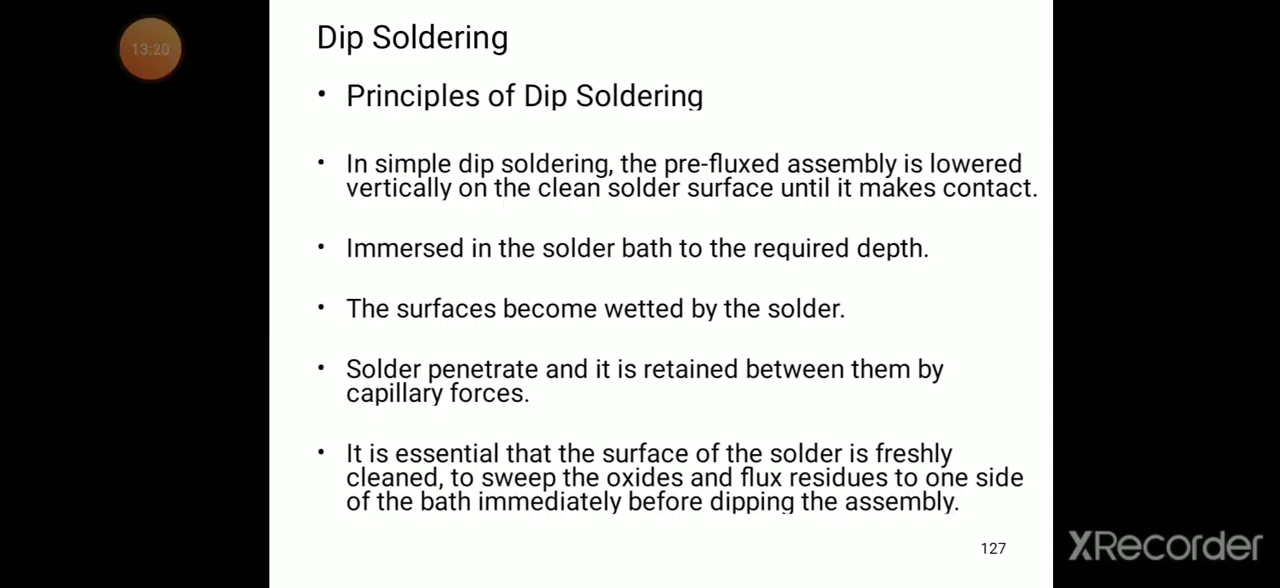 13:20
Dip Soldering
• Principles of Dip Soldering
• In simple dip soldering, the pre-fluxed assembly is lowered
vertically on the clean solder surface until it makes contact.
• Immersed in the solder bath to the required depth.
• The surfaces become wetted by the solder.
• Solder penetrate and it is retained between them by
capillary forces.
• It is essential that the surface of the solder is freshly
cleaned, to sweep the oxides and flux residues to one side
of the bath immediately before dipping the assembly.
127
XRecorder